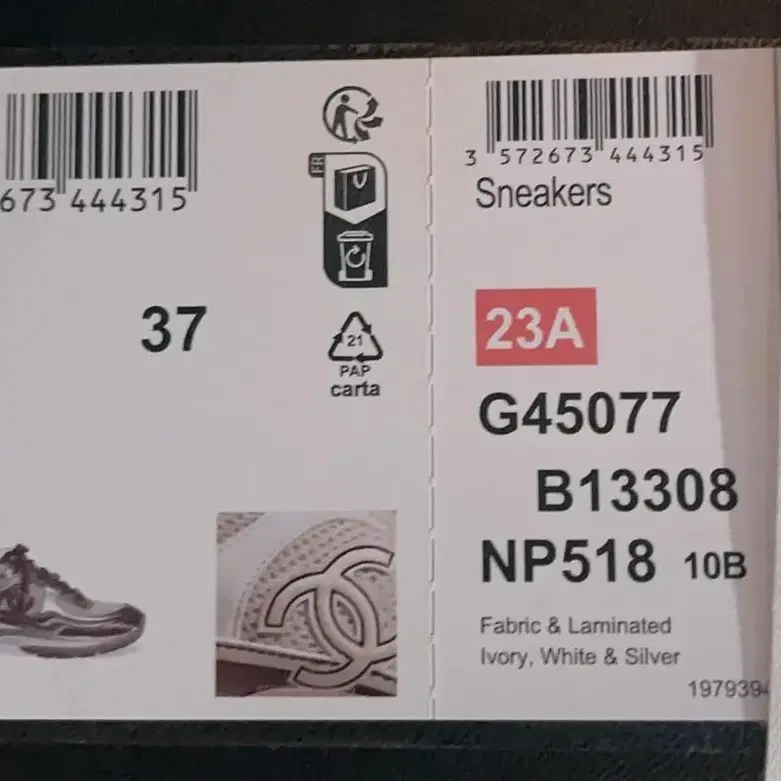 673 444315
FR
37
21
PAP
carta
3 572673 444315
Sneakers
23A
G45077
B13308
NP518 10B
Fabric & Laminated
Ivory, White & Silver
197939